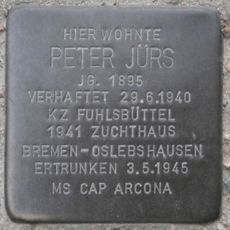 HIER WOHNTE
PETER JÜRS
JG. 1895
VERHAFTET 29.6.1940
KZ FUHLSBÜTTEL
1941 ZUCHTHAUS
BREMEN-OSLEBSHAUSEN
ERTRUNKEN 3.5.1945
MS CAP ARCONA